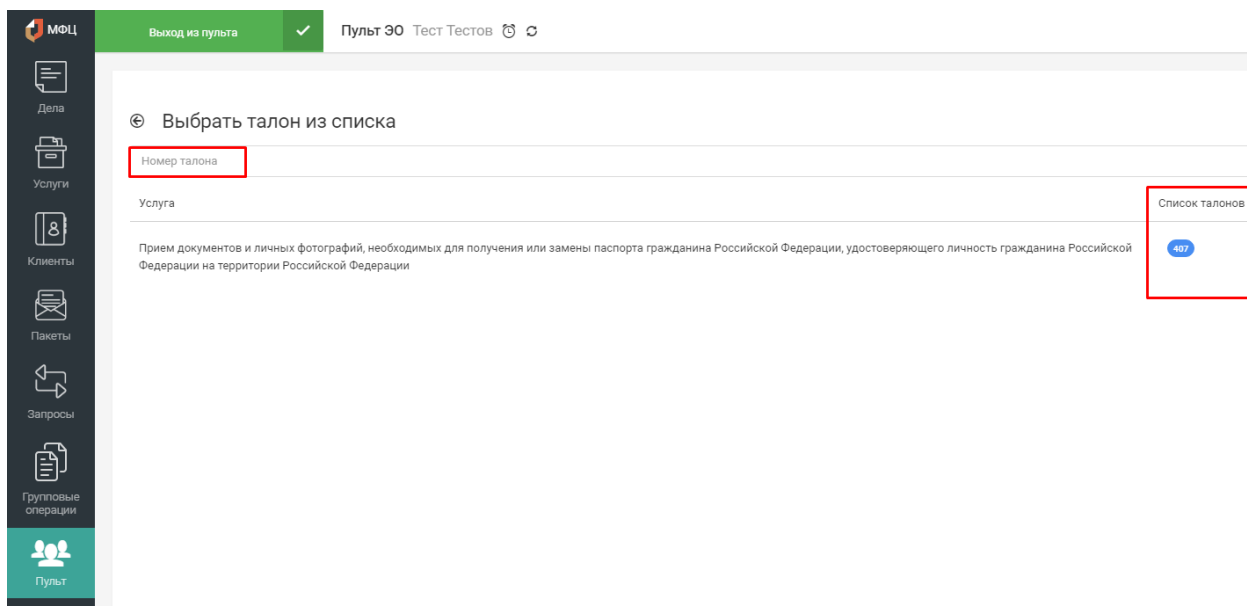 МФЦ
Выход из пульта
Пульт ЭО Тест Тестов
Дела
Услуги
Клиенты
Пакеты
Запросы
Групповые
операции
Пульт
Выбрать талон из списка
Номер талона
Услуга
Список талонов
Прием документов и личных фотографий, необходимых для получения или замены паспорта гражданина Российской Федерации, удостоверяющего личность гражданина Российской
Федерации на территории Российской Федерации
407